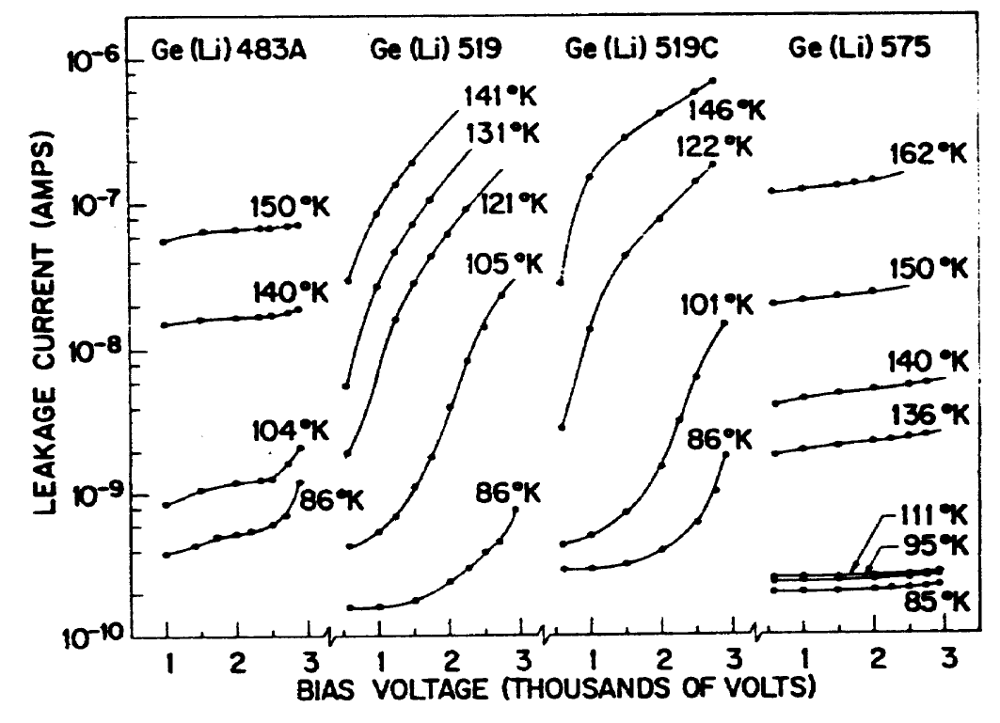 Ge (Li) 483A Ge (Li) 519 Ge (Li) 519C Ge (Li) 575
LEAKAGE CURRENT (AMPS)
10⁻⁶
10⁻⁷
10⁻⁸
10⁻⁹
10⁻¹⁰
150°K
140°K
104°K
86°K
141°K
131°K
121°K
105°K
86°K
146°K
122°K
101°K
86°K
162°K
150°K
140°K
136°K
111°K
95°K
85°K
1 2 3 1 2 3 1 2 3 1 2 3
BIAS VOLTAGE (THOUSANDS OF VOLTS)